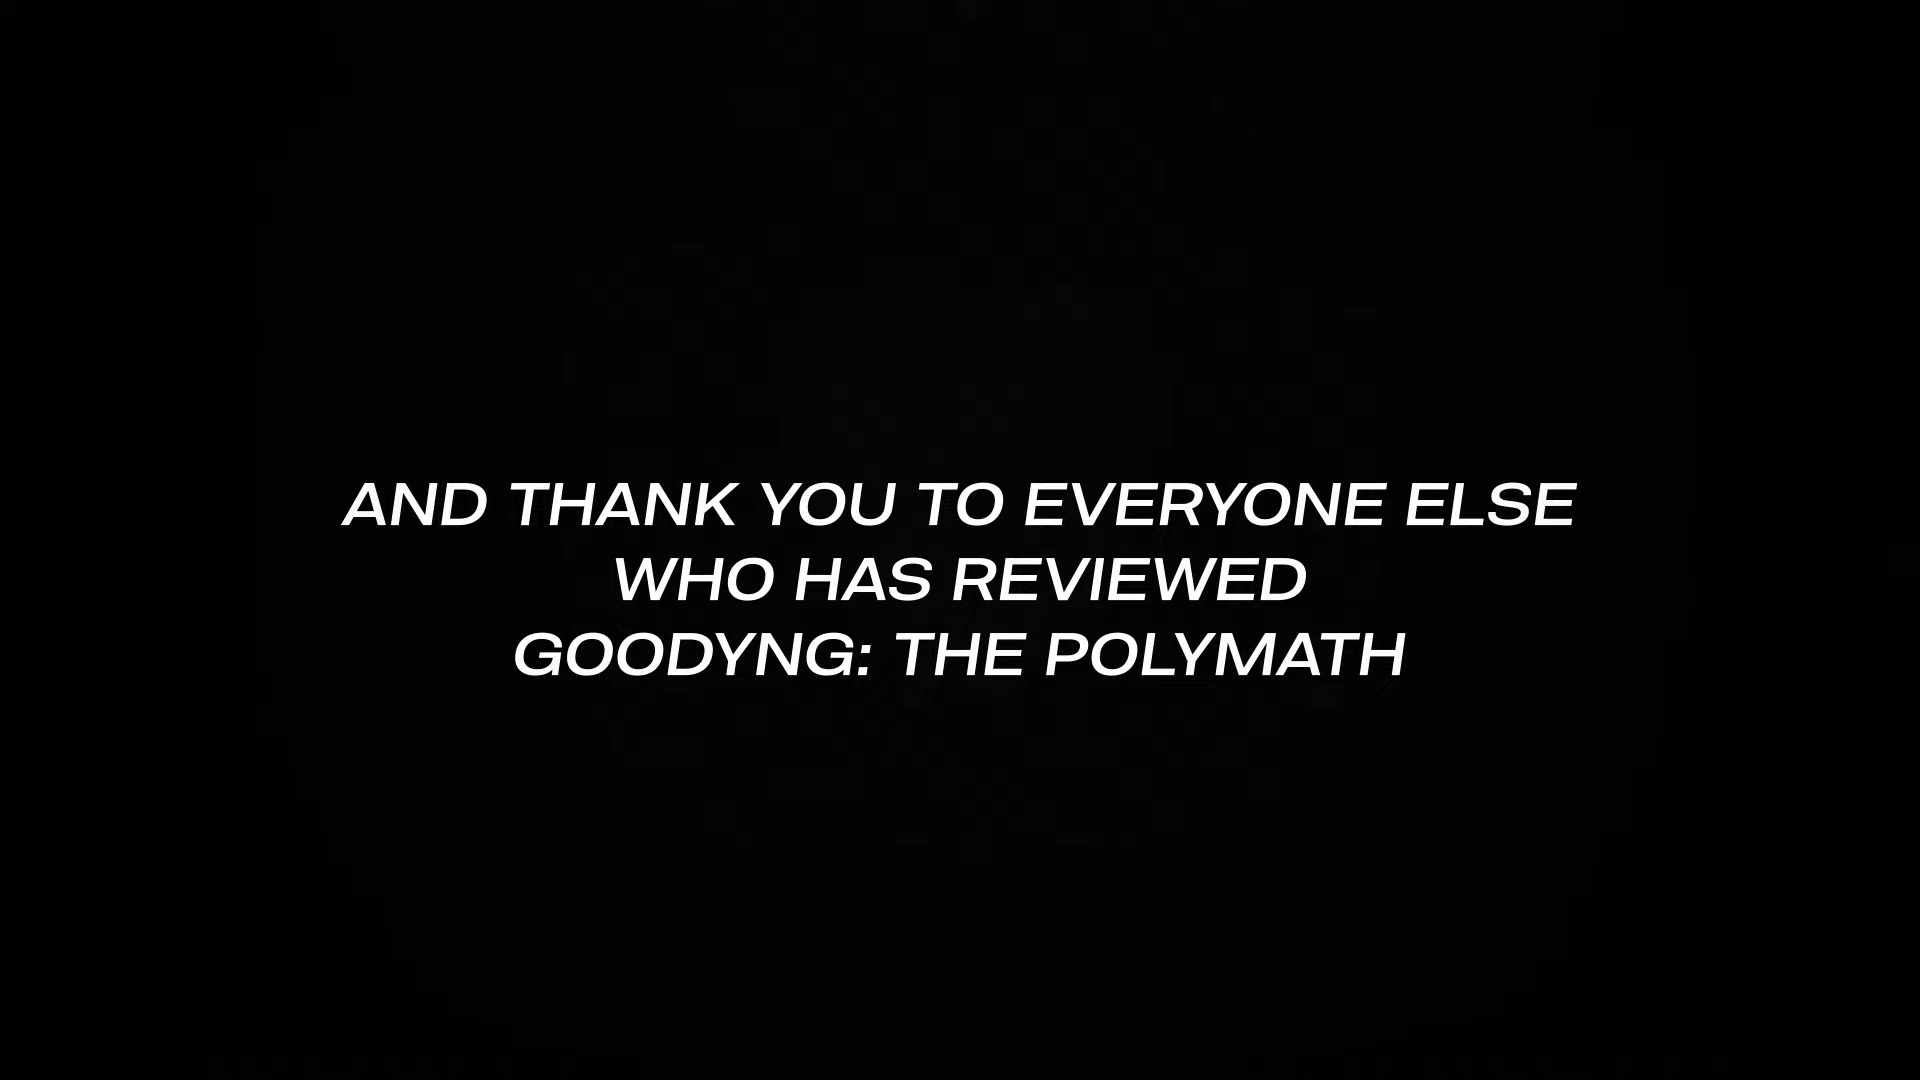 AND THANK YOU TO EVERYONE ELSE
WHO HAS REVIEWED
GOODYNG: THE POLYMATH